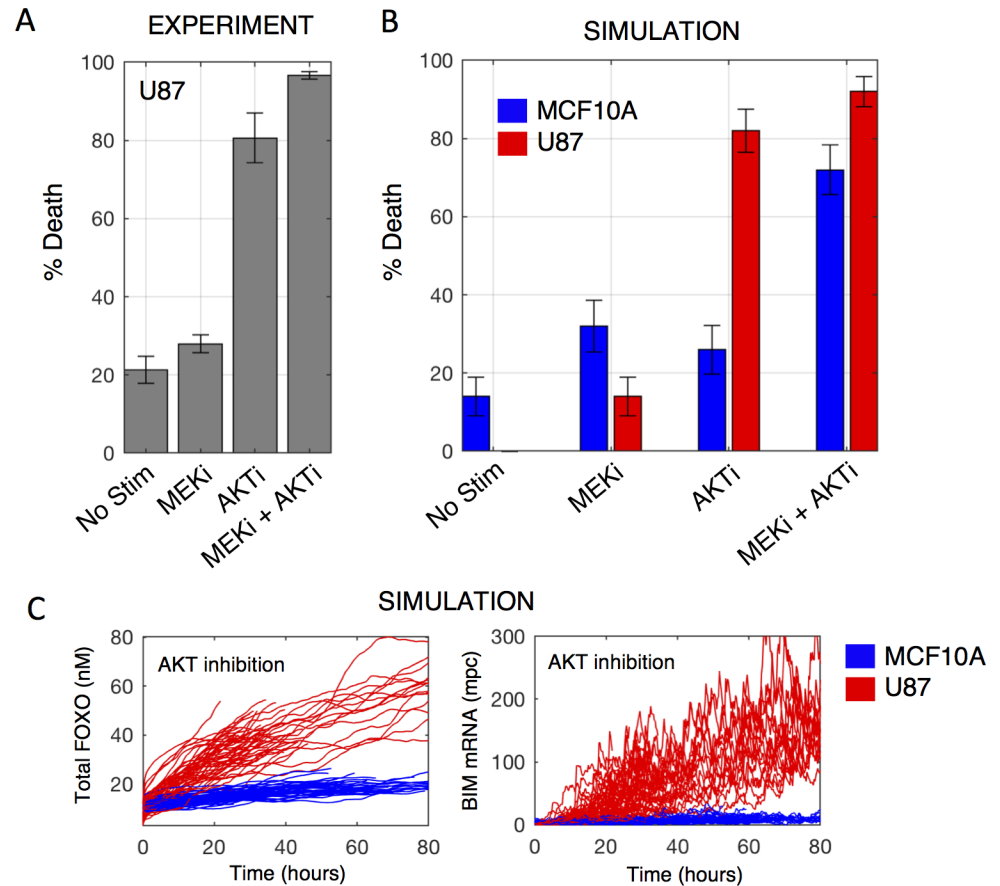 A
EXPERIMENT
U87
% Death
100
80
60
40
20
0
No Stim
MEKi
AKTi
MEKi + AKTi
B
SIMULATION
MCF10A
U87
% Death
100
80
60
40
20
0
No Stim
MEKi
AKTi
MEKi + AKTi
C
SIMULATION
AKT inhibition
Total FOXO (nM)
80
60
40
20
0 20 40 60 80
Time (hours)
AKT inhibition
BIM mRNA (mpc)
300
200
100
0
0 20 40 60 80
Time (hours)
MCF10A
U87